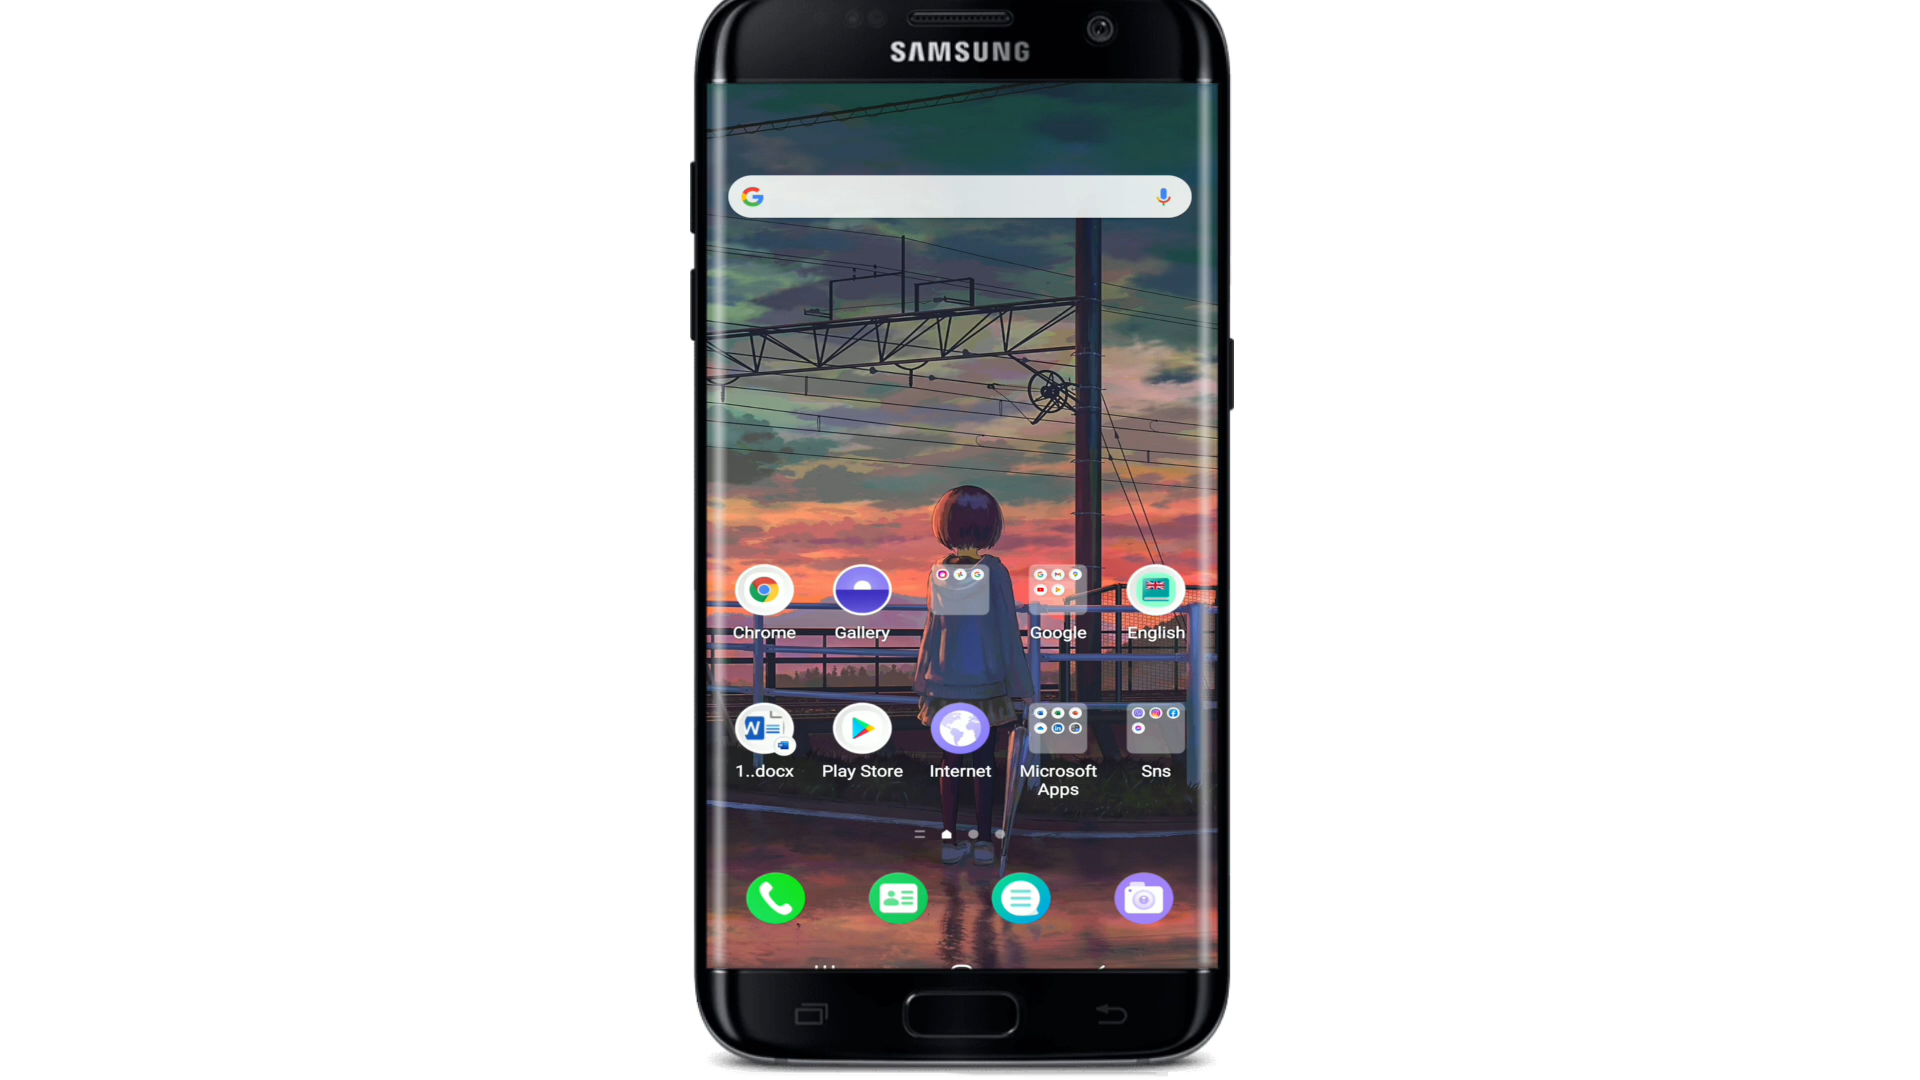 SAMSUNG
Chrome
Gallery
Google
English
1..docx
Play Store
Internet
Microsoft
Apps
Sns